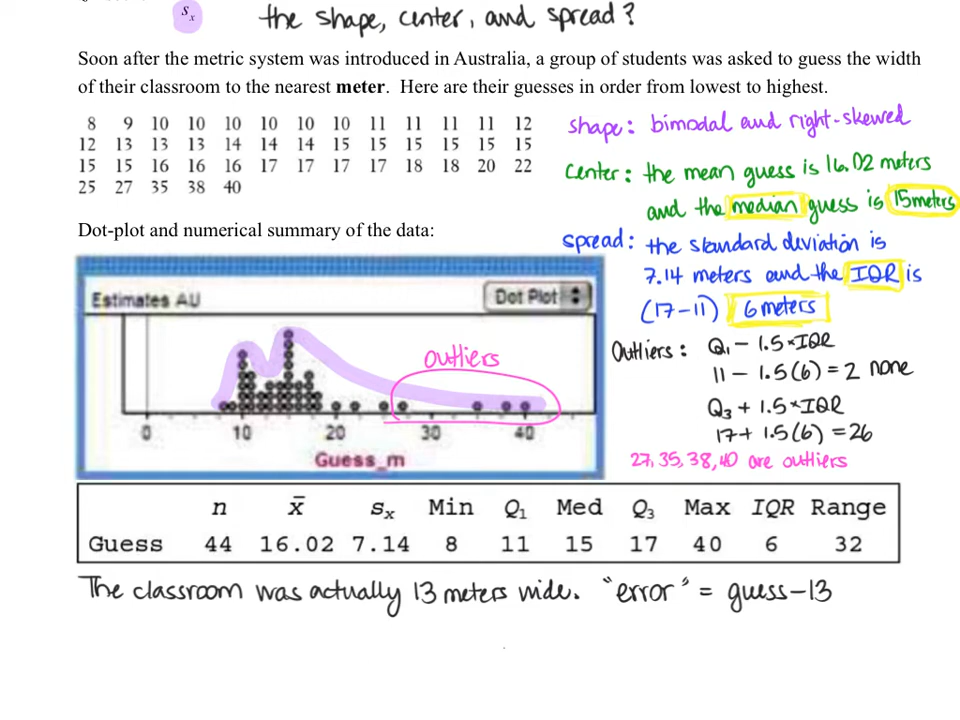 sx
the shape, center, and spread?
Soon after the metric system was introduced in Australia, a group of students was asked to guess the width
of their classroom to the nearest meter. Here are their guesses in order from lowest to highest.
8 9 10 10 10 10 10 10 11 11 11 11 12
12 13 13 13 14 14 14 15 15 15 15 15 15
15 15 16 16 16 17 17 17 17 18 18 20 22
25 27 35 38 40
shape: bimodal and right-skewed
center: the mean guess is 16.02 meters
and the median guess is 15 meters
spread: the standard deviation is
7.14 meters and the IQR is
(17-11) 6 meters
Outliers: Q1 - 1.5*IQR
11 - 1.5(6) = 2 none
Q3 + 1.5*IQR
17 + 1.5(6) = 26
27, 35, 38, 40 are outliers
Dot-plot and numerical summary of the data:
Estimates AU Dot Plot
outliers
0 10 20 30 40
Guess_m
n x̄ sx Min Q1 Med Q3 Max IQR Range
Guess 44 16.02 7.14 8 11 15 17 40 6 32
The classroom was actually 13 meters wide. "error" = guess-13